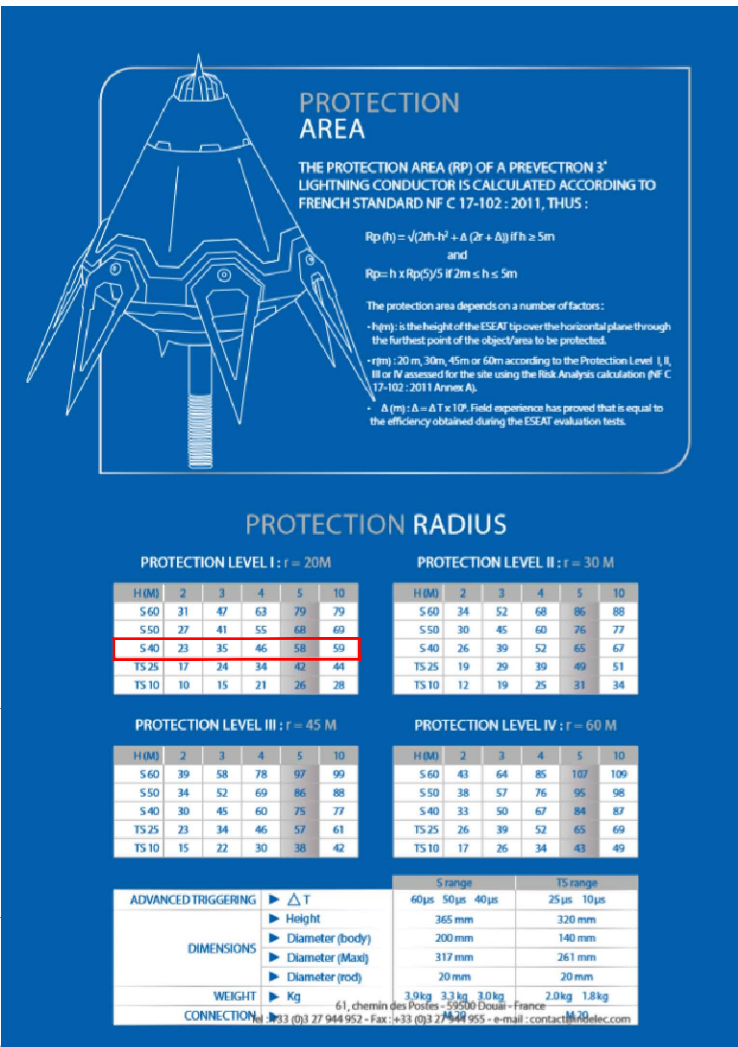 PROTECTION
AREA
THE PROTECTION AREA (RP) OF A PREVECTRON 3®
LIGHTNING CONDUCTOR IS CALCULATED ACCORDING TO
FRENCH STANDARD NF C 17-102 : 2011, THUS :
Rp (h) = √(2rh-h² + Δ (2r + Δ)) if h ≥ 5m
and
Rp= h x Rp(5)/5 if 2m ≤ h ≤ 5m
The protection area depends on a number of factors :
- h(m) : is the height of the ESEAT tip over the horizontal plane through
the furthest point of the object/area to be protected.
- r(m) : 20 m, 30m, 45m or 60m according to the Protection Level I, II,
III or IV assessed for the site using the Risk Analysis calculation (NF C
17-102 : 2011 Annex A).
- Δ (m) : Δ = Δ T x 10⁶. Field experience has proved that is equal to
the efficiency obtained during the ESEAT evaluation tests.
PROTECTION RADIUS
PROTECTION LEVEL I : r = 20M
H (M) 2 3 4 5 10
S 60 31 47 63 79 79
S 50 27 41 55 68 69
S 40 23 35 46 58 59
TS 25 17 24 34 42 44
TS 10 10 15 21 26 28
PROTECTION LEVEL II : r = 30 M
H (M) 2 3 4 5 10
S 60 34 52 68 86 88
S 50 30 45 60 76 77
S 40 26 39 52 65 67
TS 25 19 29 39 49 51
TS 10 12 19 25 31 34
PROTECTION LEVEL III : r = 45 M
H (M) 2 3 4 5 10
S 60 39 58 78 97 99
S 50 34 52 69 86 88
S 40 30 45 60 75 77
TS 25 23 34 46 57 61
TS 10 15 22 30 38 42
PROTECTION LEVEL IV : r = 60 M
H (M) 2 3 4 5 10
S 60 43 64 85 107 109
S 50 38 57 76 95 98
S 40 33 50 67 84 87
TS 25 26 39 52 65 69
TS 10 17 26 34 43 49
S range TS range
ADVANCED TRIGGERING ▶ △ T 60µs 50µs 40µs 25µs 10µs
DIMENSIONS
▶ Height 365 mm 320 mm
▶ Diameter (body) 200 mm 140 mm
▶ Diameter (Maxi) 317 mm 261 mm
▶ Diameter (rod) 20 mm 20 mm
WEIGHT ▶ Kg 3.9kg 3.3 kg 3.0kg 2.0kg 1.8kg
CONNECTION ▶ M 20 M 20
61, chemin des Postes - 59500 Douai - France
Tel : +33 (0)3 27 944 952 - Fax : +33 (0)3 27 944 955 - e-mail : contact@indelec.com